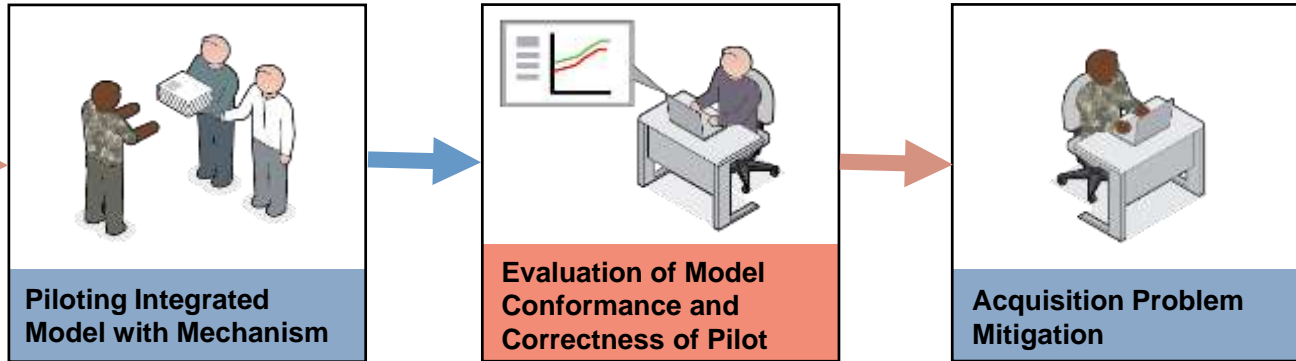 Piloting Integrated
Model with Mechanism
Evaluation of Model
Conformance and
Correctness of Pilot
Acquisition Problem
Mitigation